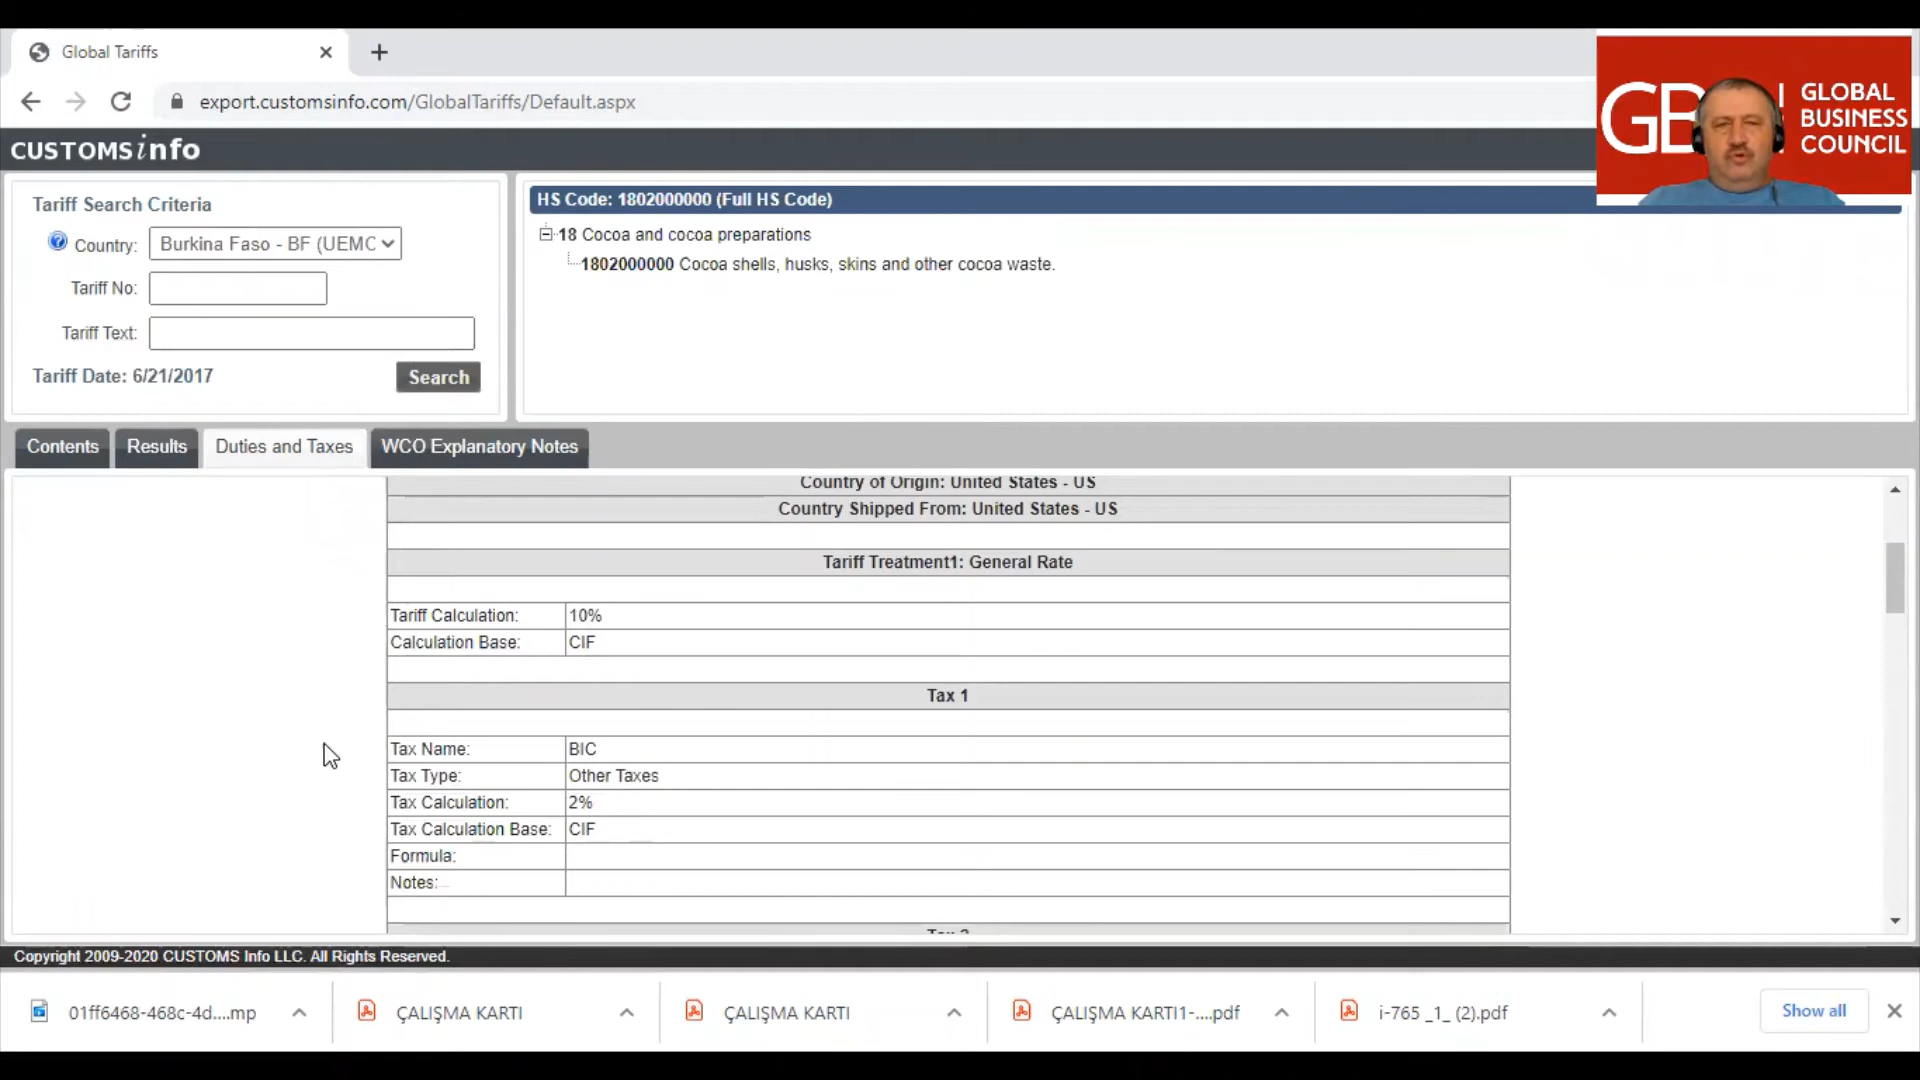 Global Tariffs
export.customsinfo.com/GlobalTariffs/Default.aspx
GBC
GLOBAL
BUSINESS
COUNCIL
CUSTOMSinfo
Tariff Search Criteria
Country: Burkina Faso - BF (UEMC
Tariff No:
Tariff Text:
Tariff Date: 6/21/2017
Search
HS Code: 1802000000 (Full HS Code)
18 Cocoa and cocoa preparations
1802000000 Cocoa shells, husks, skins and other cocoa waste.
Contents
Results
Duties and Taxes
WCO Explanatory Notes
Country of Origin: United States - US
Country Shipped From: United States - US
Tariff Treatment1: General Rate
Tariff Calculation: 10%
Calculation Base: CIF
Tax 1
Tax Name: BIC
Tax Type: Other Taxes
Tax Calculation: 2%
Tax Calculation Base: CIF
Formula:
Notes:
Copyright 2009-2020 CUSTOMS Info LLC. All Rights Reserved.
01ff6468-468c-4d....mp
ÇALIŞMA KARTI
ÇALIŞMA KARTI
ÇALIŞMA KARTI1-....pdf
i-765 _1_ (2).pdf
Show all